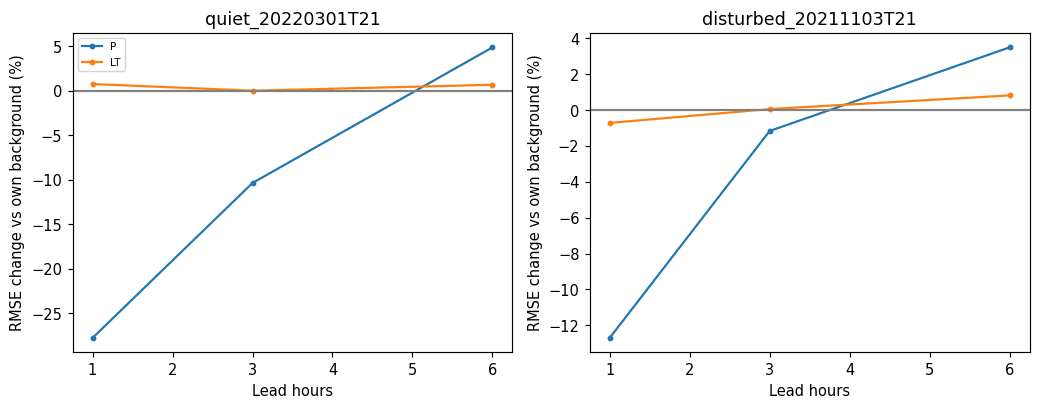 quiet_20220301T21
RMSE change vs own background (%)
5
0
−5
−10
−15
−20
−25
P
LT
1 2 3 4 5 6
Lead hours
disturbed_20211103T21
RMSE change vs own background (%)
4
2
0
−2
−4
−6
−8
−10
−12
1 2 3 4 5 6
Lead hours